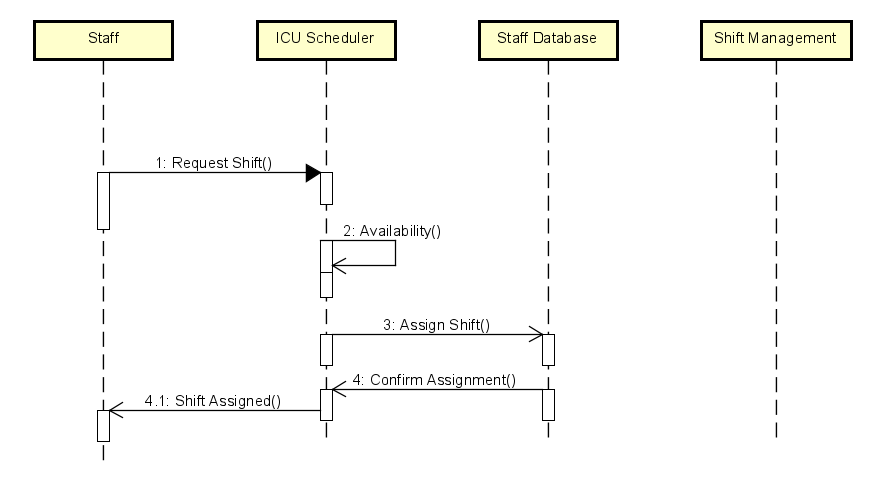 Staff
ICU Scheduler
Staff Database
Shift Management
1: Request Shift()
2: Availability()
3: Assign Shift()
4: Confirm Assignment()
4.1: Shift Assigned()